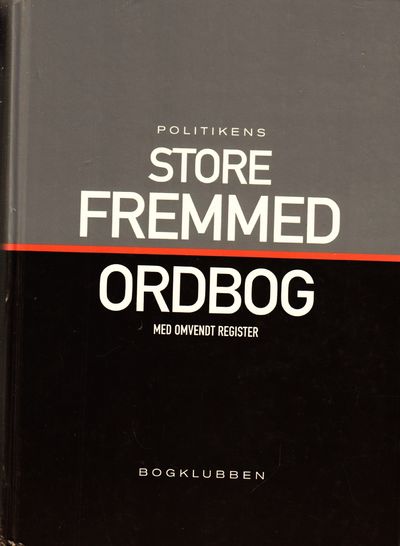 POLITIKENS
STORE
FREMMED
ORDBOG
MED OMVENDT REGISTER
BOGKLUBBEN